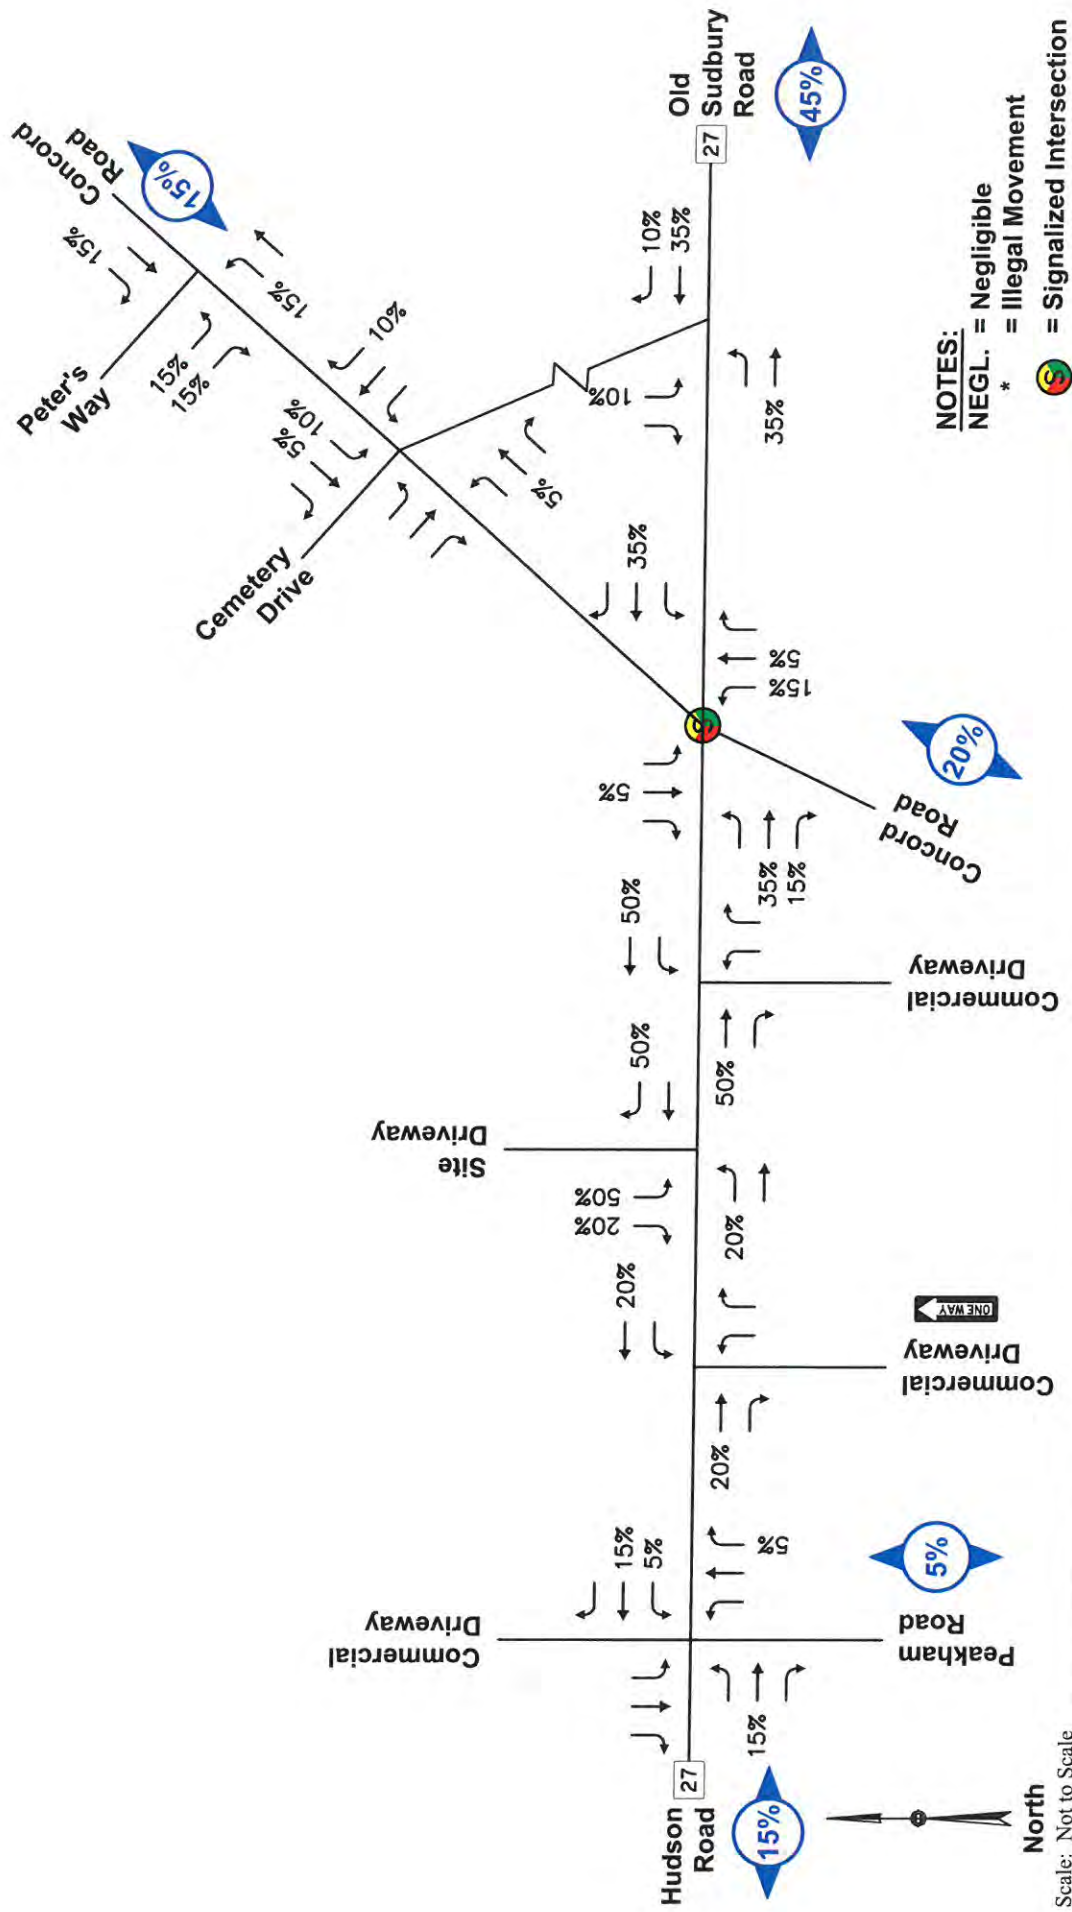 Concord
Road
15%
Peter's
Way
15%
15%
15%
15%
10%
10%
5%
Cemetery
Drive
5%
Old
Sudbury
Road
27
45%
10%
35%
10%
35%
35%
5%
15%
5%
35%
15%
Concord
Road
20%
50%
Commercial
Driveway
50%
50%
Site
Driveway
50%
20%
20%
20%
ONE WAY
Commercial
Driveway
20%
15%
5%
5%
Commercial
Driveway
Peakham
Road
5%
15%
Hudson
Road
27
15%
North
Scale: Not to Scale
NOTES:
NEGL. = Negligible
* = Illegal Movement
S = Signalized Intersection